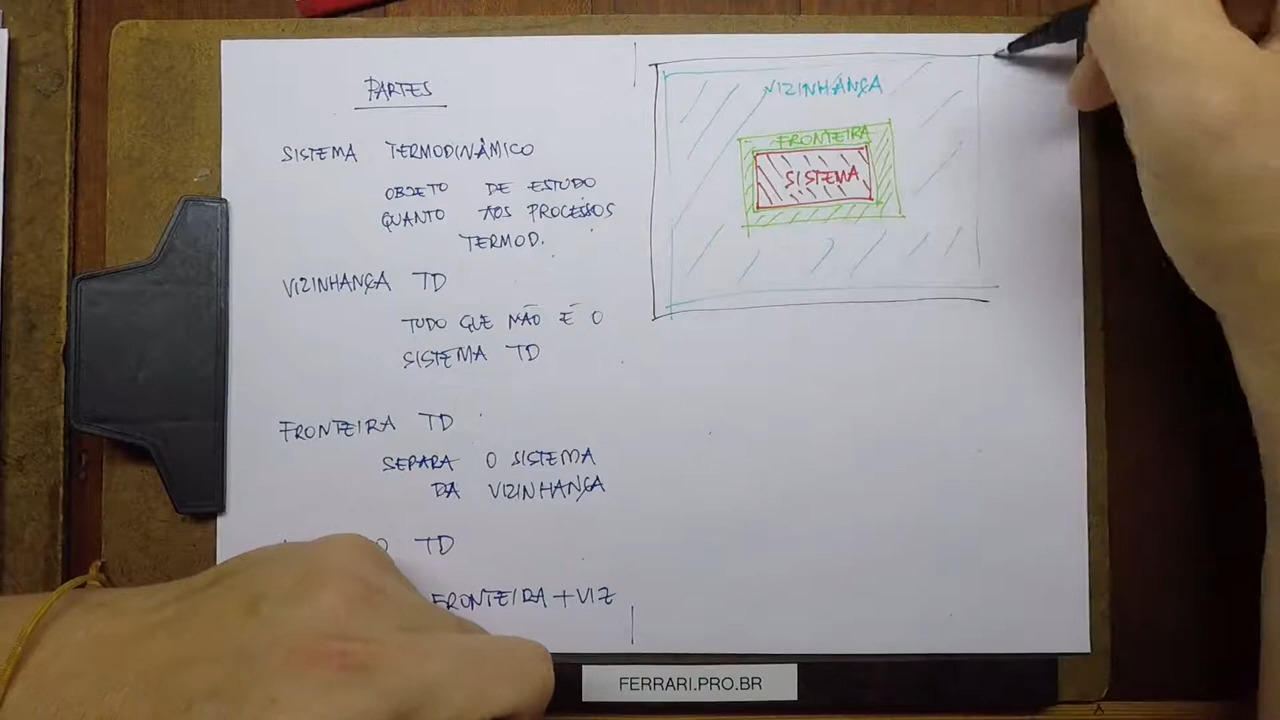 PARTES
SISTEMA TERMODINÂMICO
OBJETO DE ESTUDO
QUANTO AOS PROCESSOS
TERMOD.
VIZINHANÇA TD
TUDO QUE NÃO É O
SISTEMA TD
FRONTEIRA TD
SEPARA O SISTEMA
DA VIZINHANÇA
TD
FRONTEIRA + VIZ
VIZINHANÇA
FRONTEIRA
SISTEMA
FERRARI.PRO.BR